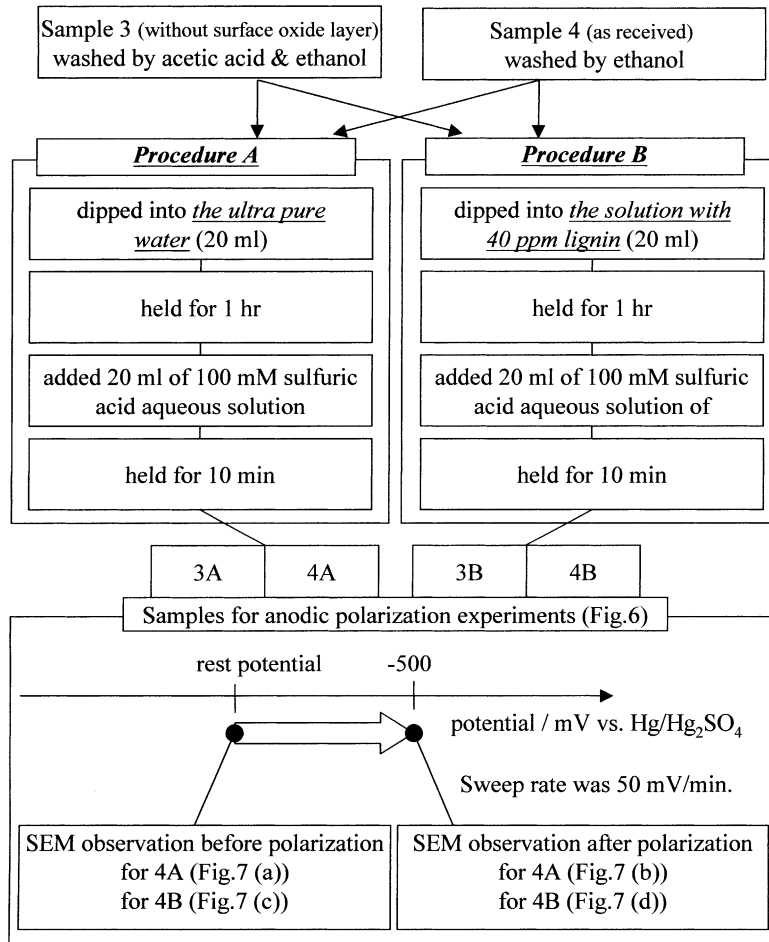 Sample 3 (without surface oxide layer)
washed by acetic acid & ethanol
Sample 4 (as received)
washed by ethanol
Procedure A
dipped into the ultra pure
water (20 ml)
held for 1 hr
added 20 ml of 100 mM sulfuric
acid aqueous solution
held for 10 min
Procedure B
dipped into the solution with
40 ppm lignin (20 ml)
held for 1 hr
added 20 ml of 100 mM sulfuric
acid aqueous solution of
held for 10 min
3A
4A
3B
4B
Samples for anodic polarization experiments (Fig.6)
rest potential
-500
potential / mV vs. Hg/Hg2SO4
Sweep rate was 50 mV/min.
SEM observation before polarization
for 4A (Fig.7 (a))
for 4B (Fig.7 (c))
SEM observation after polarization
for 4A (Fig.7 (b))
for 4B (Fig.7 (d))